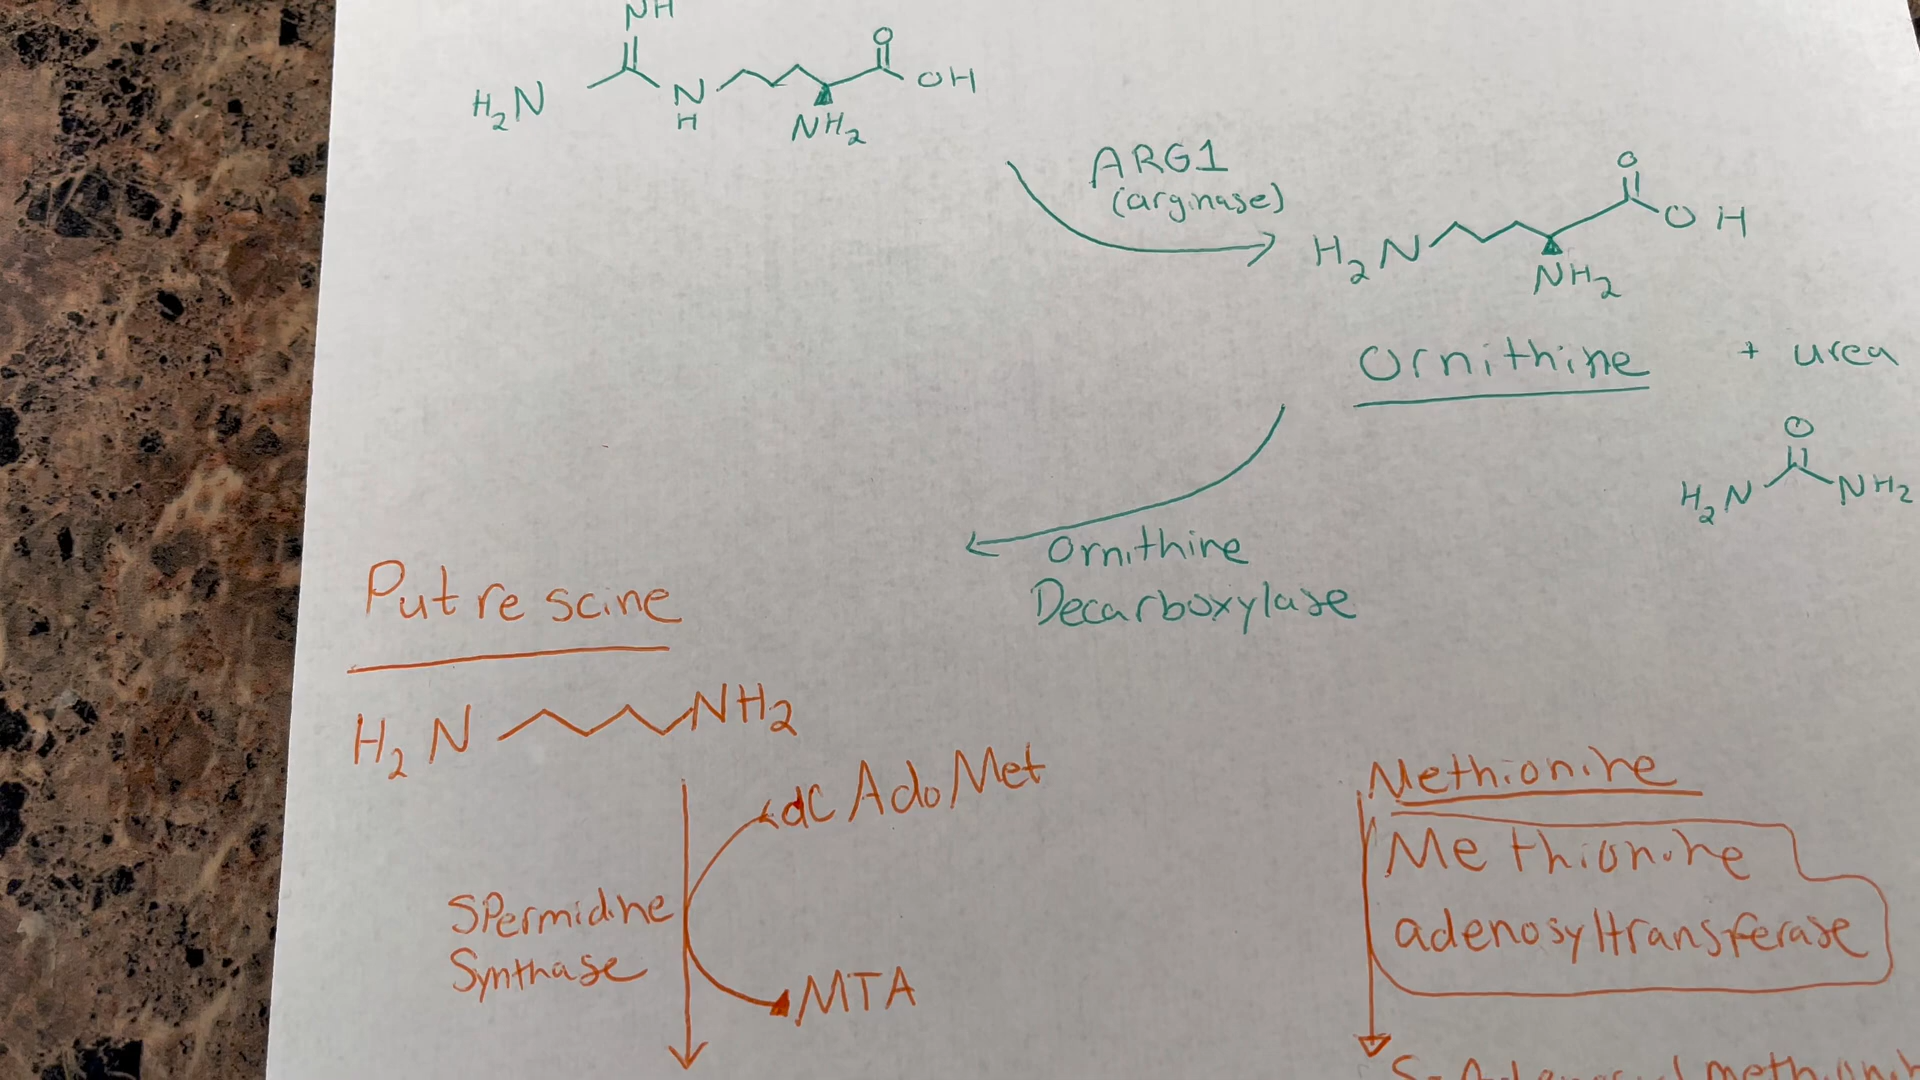 NH
O
H2N
N
H
OH
NH2
ARG1
(arginase)
O
OH
H2N
NH2
Ornithine + urea
O
H2N NH2
Ornithine
Decarboxylase
Putrescine
H2N NH2
dC AdoMet
Spermidine
Synthase
MTA
Methionine
Methionine
adenosyltransferase